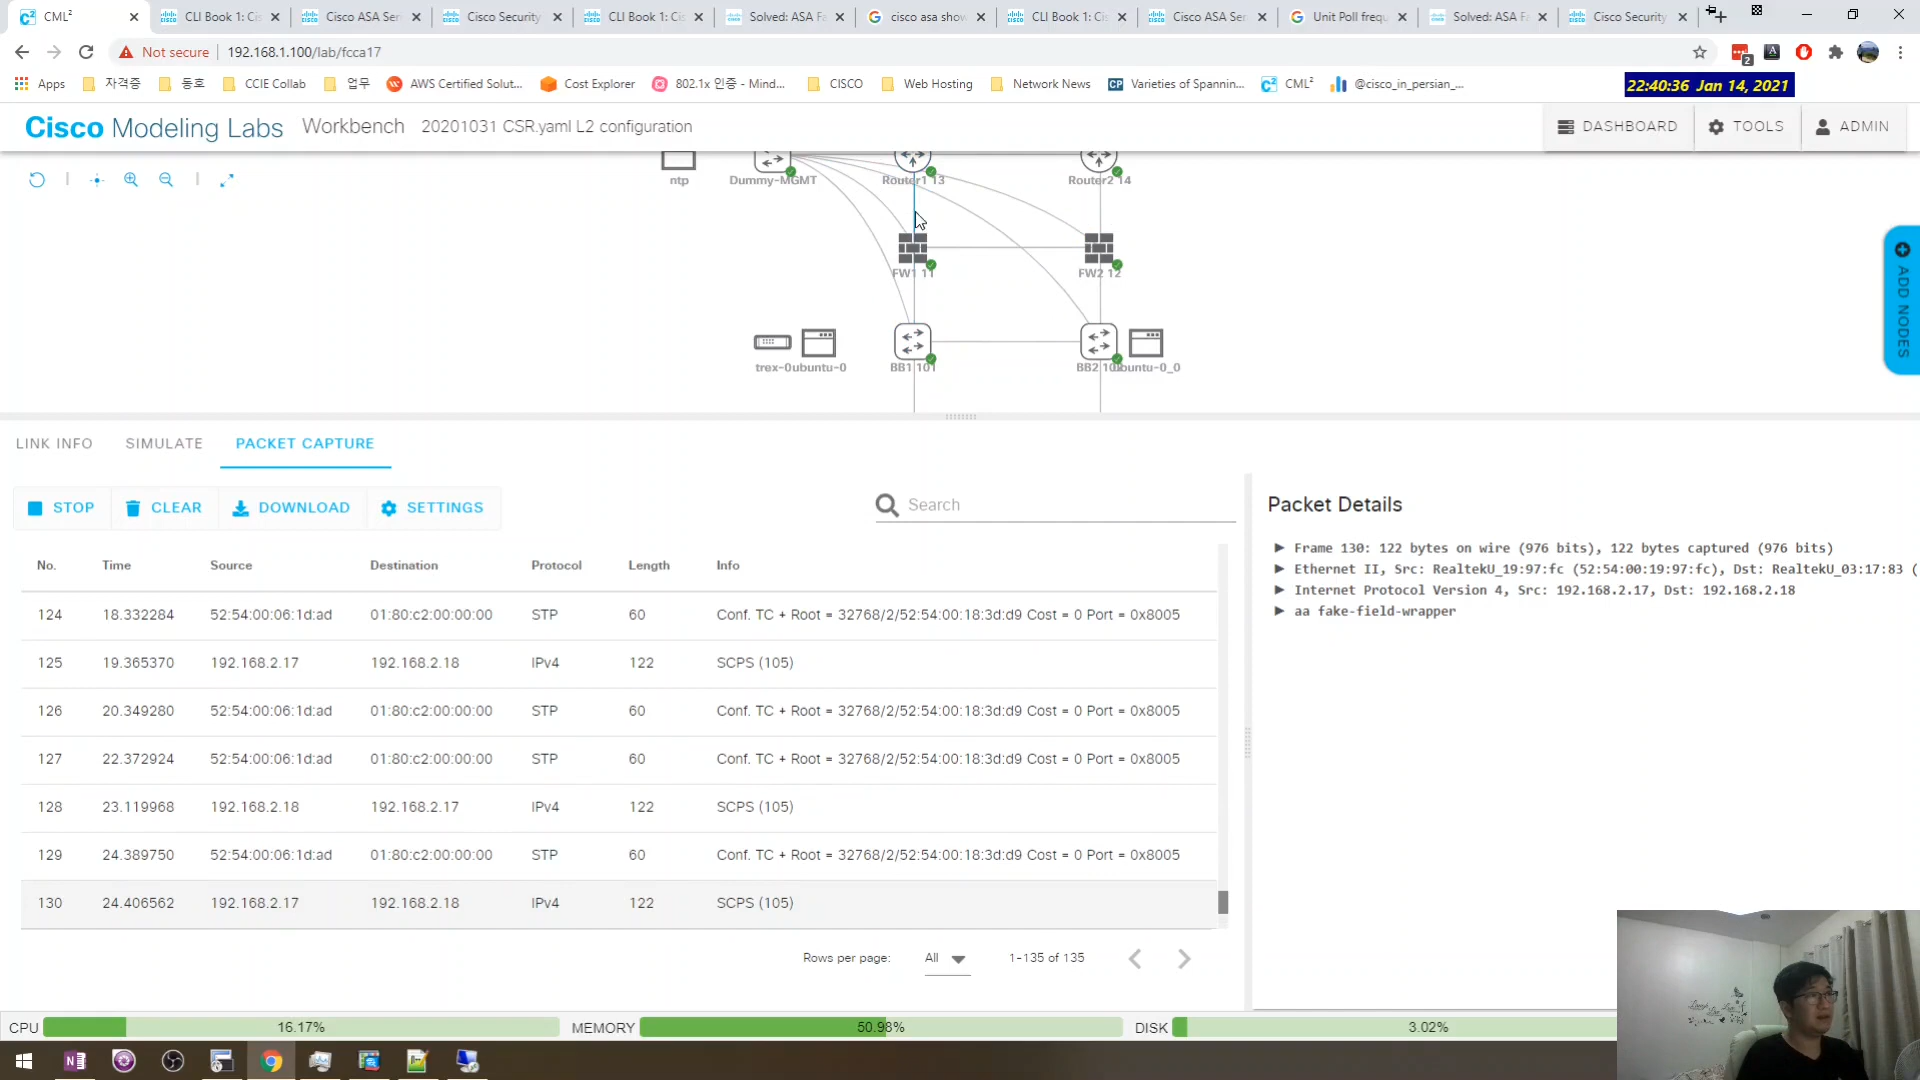 CML²
CLI Book 1: Cis
Cisco ASA Seri
Cisco Security
CLI Book 1: Cis
Solved: ASA Fa
cisco asa show
CLI Book 1: Cis
Cisco ASA Seri
Unit Poll frequ
Solved: ASA Fa
Cisco Security
Not secure
192.168.1.100/lab/fcca17
2
Apps
자격증
동호
CCIE Collab
업무
AWS Certified Solut...
Cost Explorer
802.1x 인증 - Mind...
CISCO
Web Hosting
Network News
CP
Varieties of Spannin...
CML²
@cisco_in_persian_...
22:40:36 Jan 14, 2021
Cisco Modeling Labs
Workbench
20201031 CSR.yaml L2 configuration
DASHBOARD
TOOLS
ADMIN
ntp
Dummy-MGMT
Router1 13
Router2 14
FW1 11
FW2 12
trex-0
ubuntu-0
BB1 101
BB2 102
ubuntu-0_0
ADD NODES
LINK INFO
SIMULATE
PACKET CAPTURE
STOP
CLEAR
DOWNLOAD
SETTINGS
Search
No. Time Source Destination Protocol Length Info
124 18.332284 52:54:00:06:1d:ad 01:80:c2:00:00:00 STP 60 Conf. TC + Root = 32768/2/52:54:00:18:3d:d9 Cost = 0 Port = 0x8005
125 19.365370 192.168.2.17 192.168.2.18 IPv4 122 SCPS (105)
126 20.349280 52:54:00:06:1d:ad 01:80:c2:00:00:00 STP 60 Conf. TC + Root = 32768/2/52:54:00:18:3d:d9 Cost = 0 Port = 0x8005
127 22.372924 52:54:00:06:1d:ad 01:80:c2:00:00:00 STP 60 Conf. TC + Root = 32768/2/52:54:00:18:3d:d9 Cost = 0 Port = 0x8005
128 23.119968 192.168.2.18 192.168.2.17 IPv4 122 SCPS (105)
129 24.389750 52:54:00:06:1d:ad 01:80:c2:00:00:00 STP 60 Conf. TC + Root = 32768/2/52:54:00:18:3d:d9 Cost = 0 Port = 0x8005
130 24.406562 192.168.2.17 192.168.2.18 IPv4 122 SCPS (105)
Rows per page: All 1-135 of 135
Packet Details
Frame 130: 122 bytes on wire (976 bits), 122 bytes captured (976 bits)
Ethernet II, Src: RealtekU_19:97:fc (52:54:00:19:97:fc), Dst: RealtekU_03:17:83 (
Internet Protocol Version 4, Src: 192.168.2.17, Dst: 192.168.2.18
aa fake-field-wrapper
CPU 16.17% MEMORY 50.98% DISK 3.02%